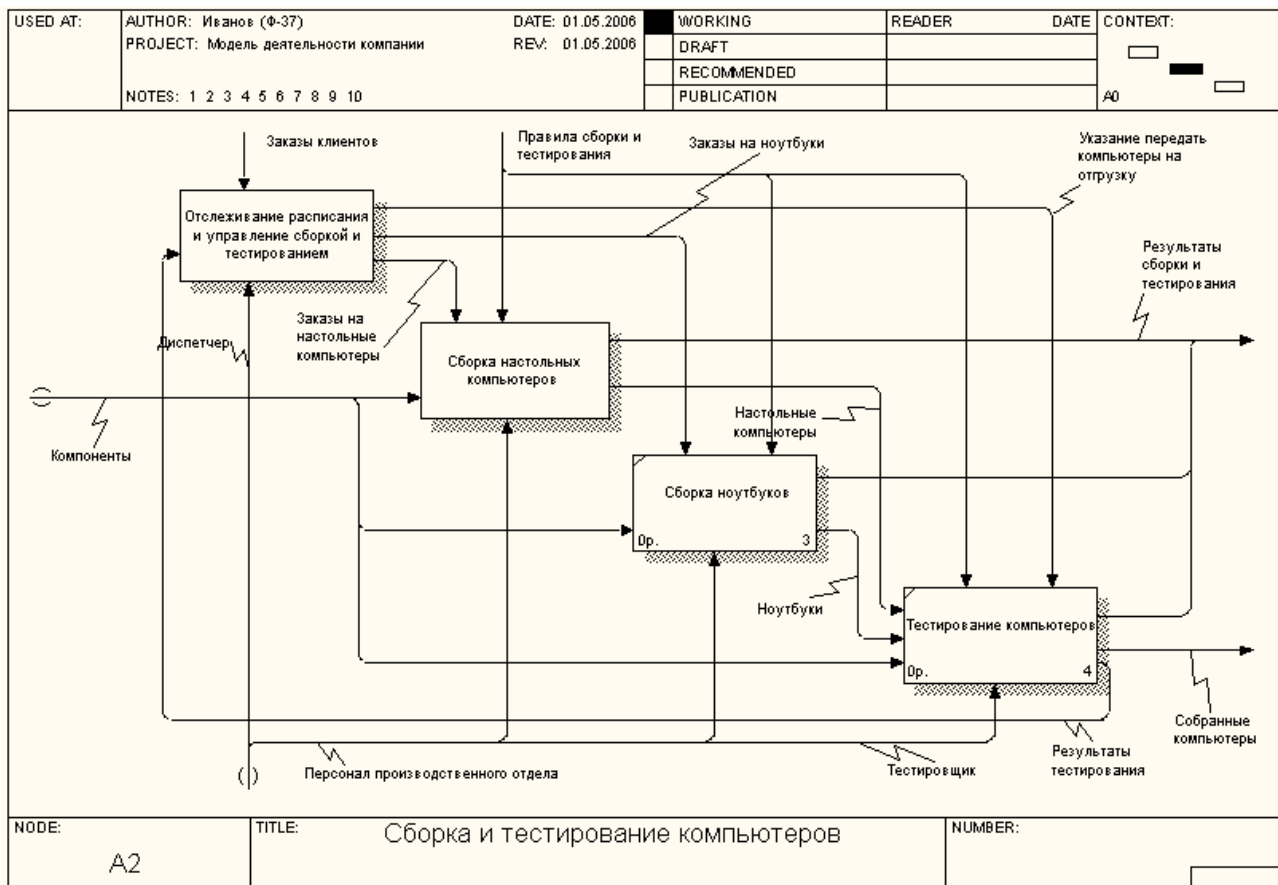 USED AT:
AUTHOR: Иванов (Ф-37)
DATE: 01.05.2006
PROJECT: Модель деятельности компании
REV: 01.05.2006
NOTES: 1 2 3 4 5 6 7 8 9 10
WORKING
DRAFT
RECOMMENDED
PUBLICATION
READER
DATE
CONTEXT:
A0
Заказы клиентов
Правила сборки и
тестирования
Заказы на ноутбуки
Указание передать
компьютеры на
отгрузку
Отслеживание расписания
и управление сборкой и
тестированием
Результаты
сборки и
тестирования
Заказы на
настольные
компьютеры
Диспетчер
Сборка настольных
компьютеров
Компоненты
Настольные
компьютеры
Сборка ноутбуков
0р.
3
Ноутбуки
Тестирование компьютеров
0р.
4
Собранные
компьютеры
Результаты
тестирования
Персонал производственного отдела
Тестировщик
NODE:
A2
TITLE:
Сборка и тестирование компьютеров
NUMBER: